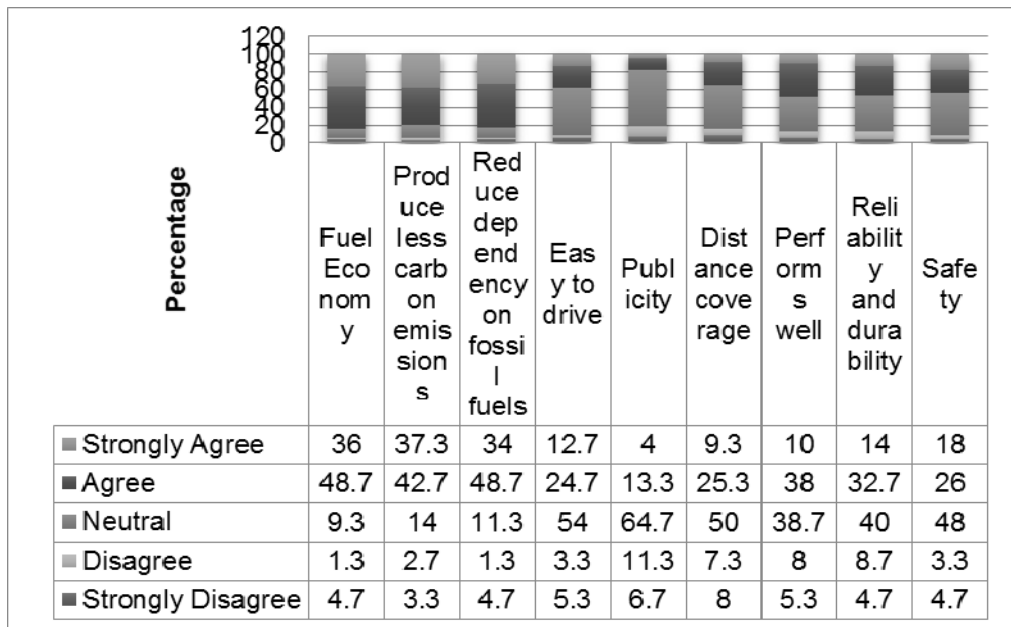 120
100
80
60
40
20
0
Percentage
Fuel
Eco
nom
y
Prod
uce
less
carb
on
emis
sion
s
Red
uce
dep
end
ency
on
fossi
l
fuels
Eas
y to
drive
Publ
icity
Dist
ance
cove
rage
Perf
orm
s
well
Reli
abilit
y
and
dura
bility
Safe
ty
Strongly Agree 36 37.3 34 12.7 4 9.3 10 14 18
Agree 48.7 42.7 48.7 24.7 13.3 25.3 38 32.7 26
Neutral 9.3 14 11.3 54 64.7 50 38.7 40 48
Disagree 1.3 2.7 1.3 3.3 11.3 7.3 8 8.7 3.3
Strongly Disagree 4.7 3.3 4.7 5.3 6.7 8 5.3 4.7 4.7